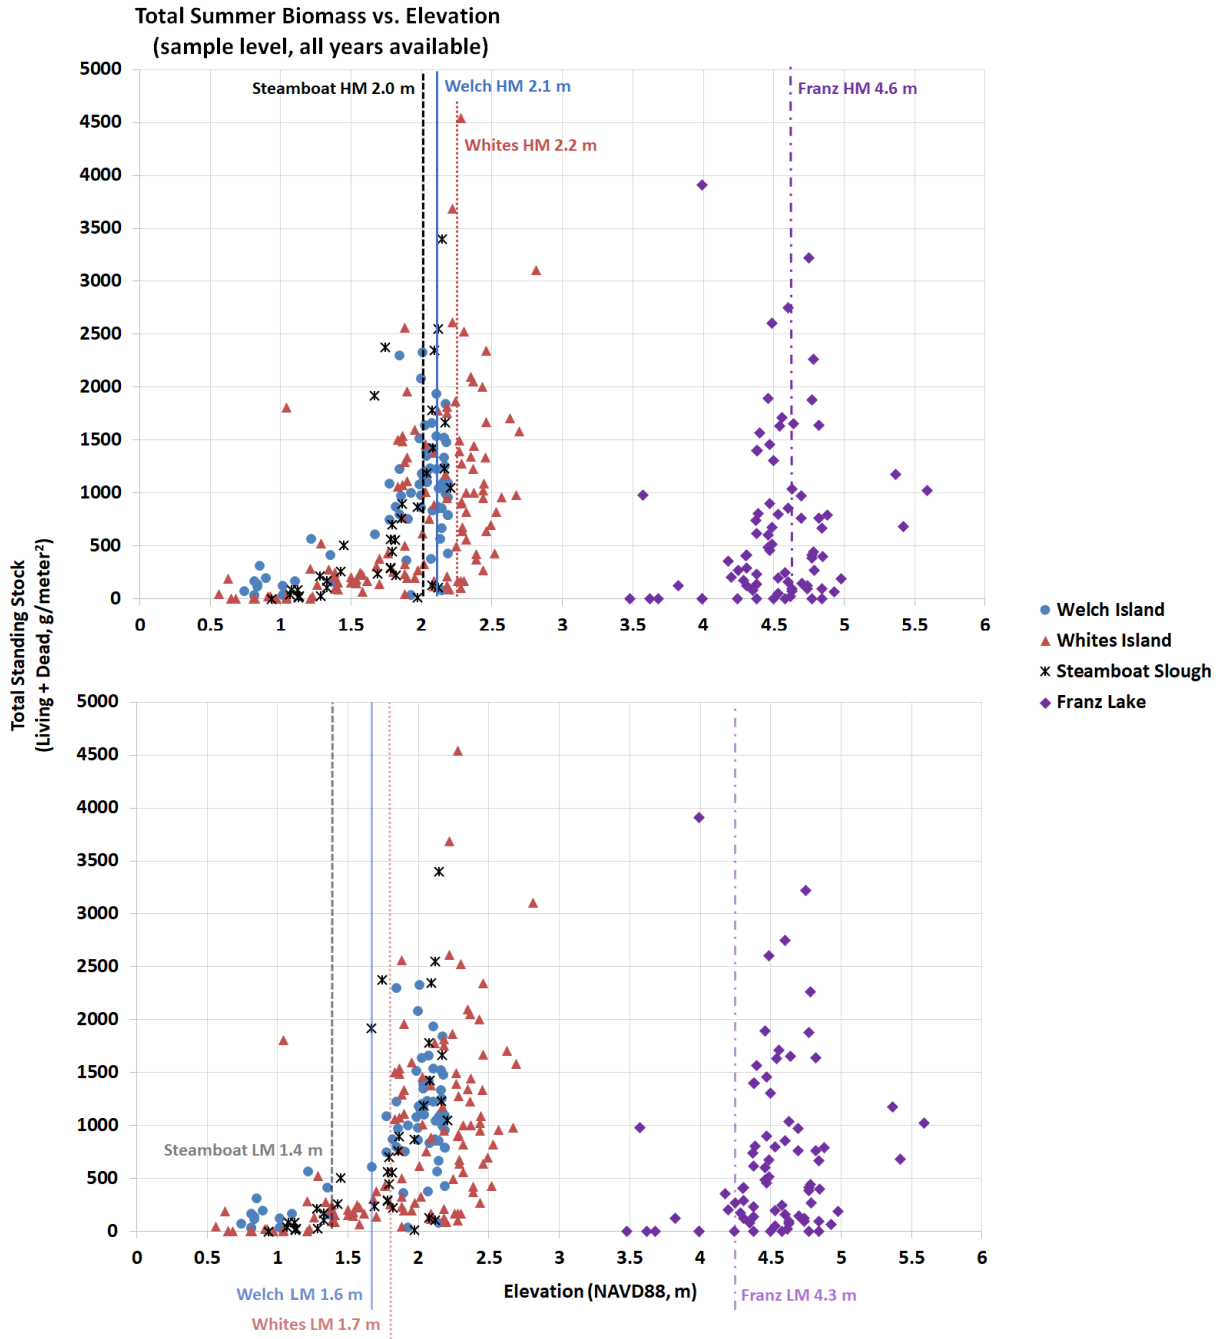 Total Summer Biomass vs. Elevation
(sample level, all years available)
5000
4500
4000
3500
3000
2500
2000
1500
1000
500
0
Steamboat HM 2.0 m
Welch HM 2.1 m
Whites HM 2.2 m
Franz HM 4.6 m
0 0.5 1 1.5 2 2.5 3 3.5 4 4.5 5 5.5 6
Total Standing Stock
(Living + Dead, g/meter²)
Welch Island
Whites Island
Steamboat Slough
Franz Lake
5000
4500
4000
3500
3000
2500
2000
1500
1000
500
0
Steamboat LM 1.4 m
0 0.5 1 1.5 2 2.5 3 3.5 4 4.5 5 5.5 6
Welch LM 1.6 m
Elevation (NAVD88, m)
Franz LM 4.3 m
Whites LM 1.7 m